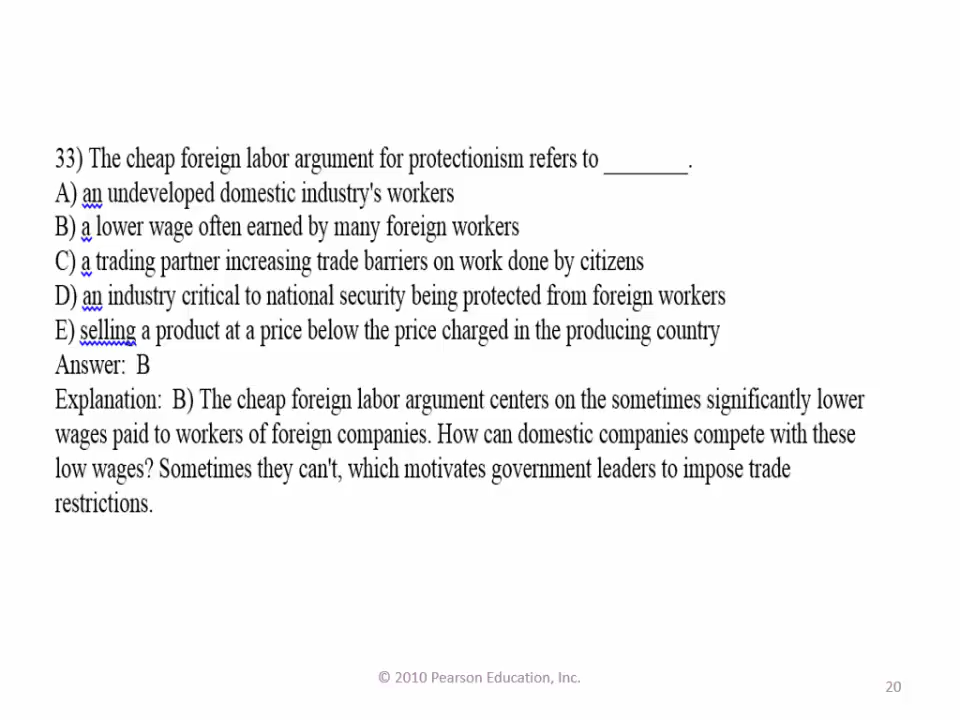 33) The cheap foreign labor argument for protectionism refers to ________.
A) an undeveloped domestic industry's workers
B) a lower wage often earned by many foreign workers
C) a trading partner increasing trade barriers on work done by citizens
D) an industry critical to national security being protected from foreign workers
E) selling a product at a price below the price charged in the producing country
Answer: B
Explanation: B) The cheap foreign labor argument centers on the sometimes significantly lower
wages paid to workers of foreign companies. How can domestic companies compete with these
low wages? Sometimes they can't, which motivates government leaders to impose trade
restrictions.
© 2010 Pearson Education, Inc.
20